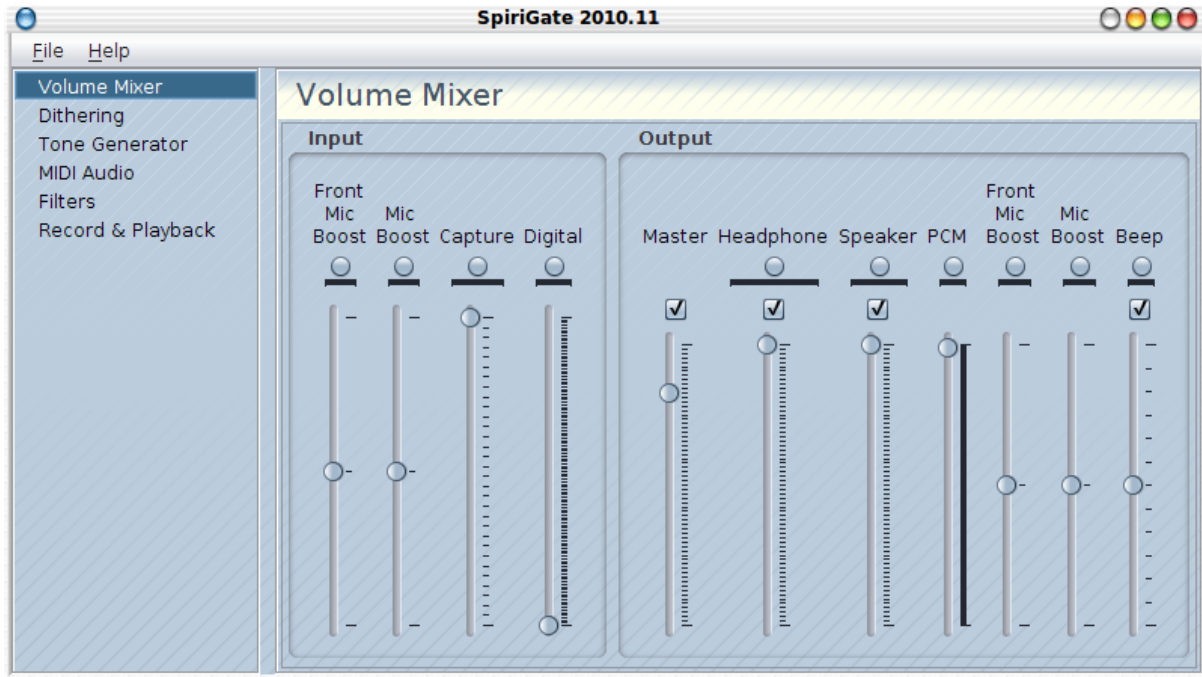 SpiriGate 2010.11
File Help
Volume Mixer
Dithering
Tone Generator
MIDI Audio
Filters
Record & Playback
Volume Mixer
Input
Front
Mic Mic
Boost Boost Capture Digital
Output
Front
Mic Mic
Master Headphone Speaker PCM Boost Boost Beep